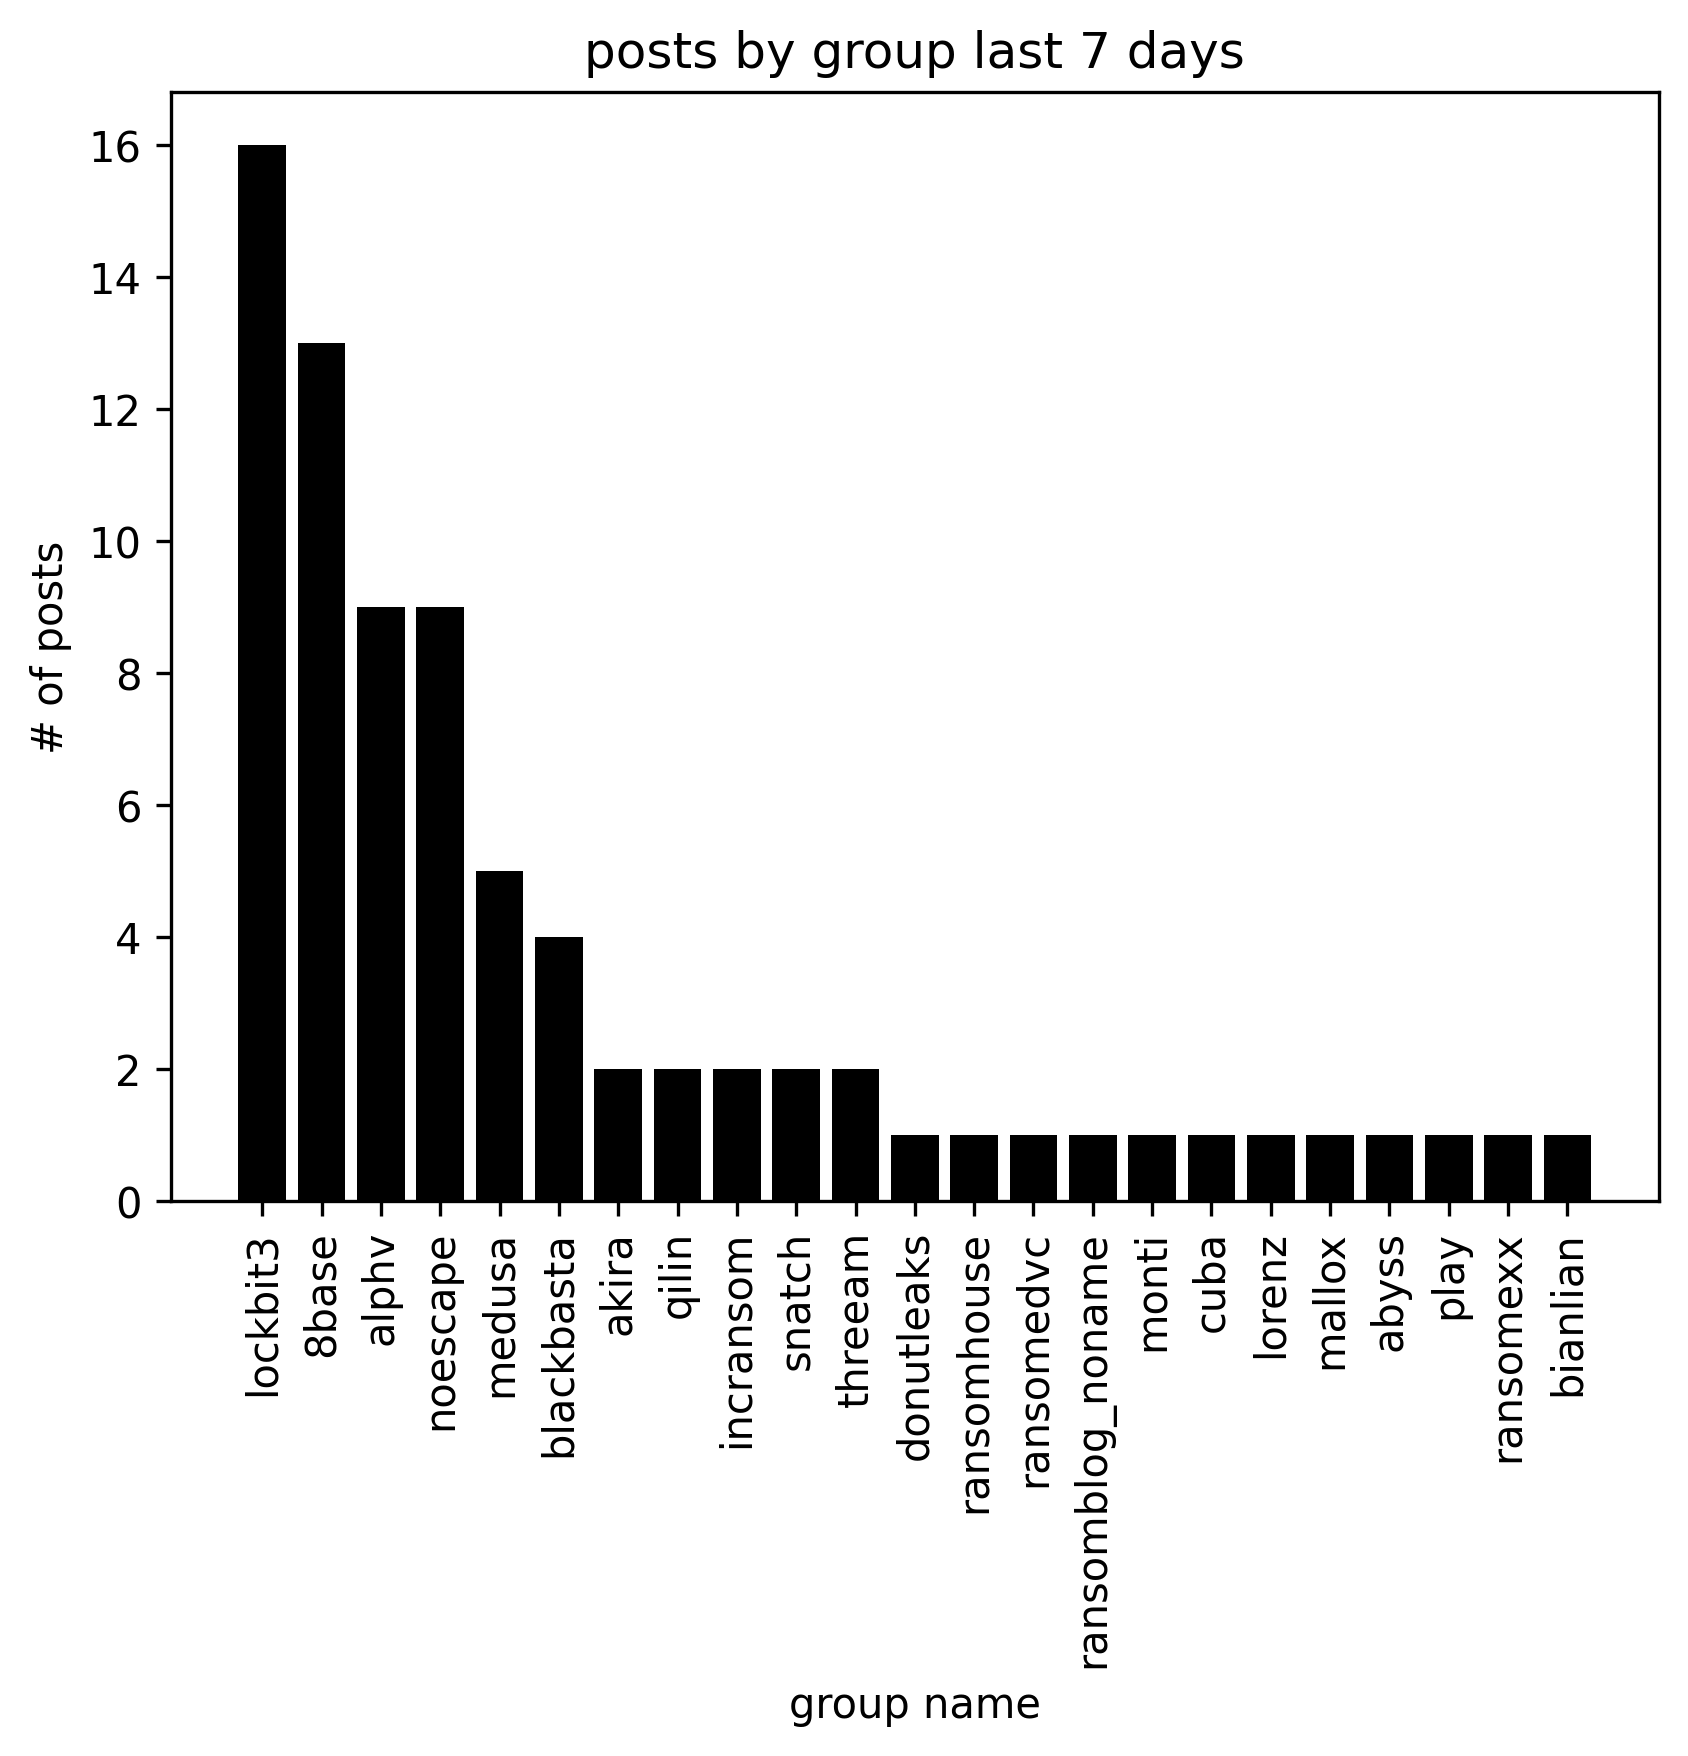 posts by group last 7 days
# of posts
16
14
12
10
8
6
4
2
0
lockbit3
8base
alphv
noescape
medusa
blackbasta
akira
qilin
incransom
snatch
threeam
donutleaks
ransomhouse
ransomedvc
ransomblog_noname
monti
cuba
lorenz
mallox
abyss
play
ransomexx
bianlian
group name